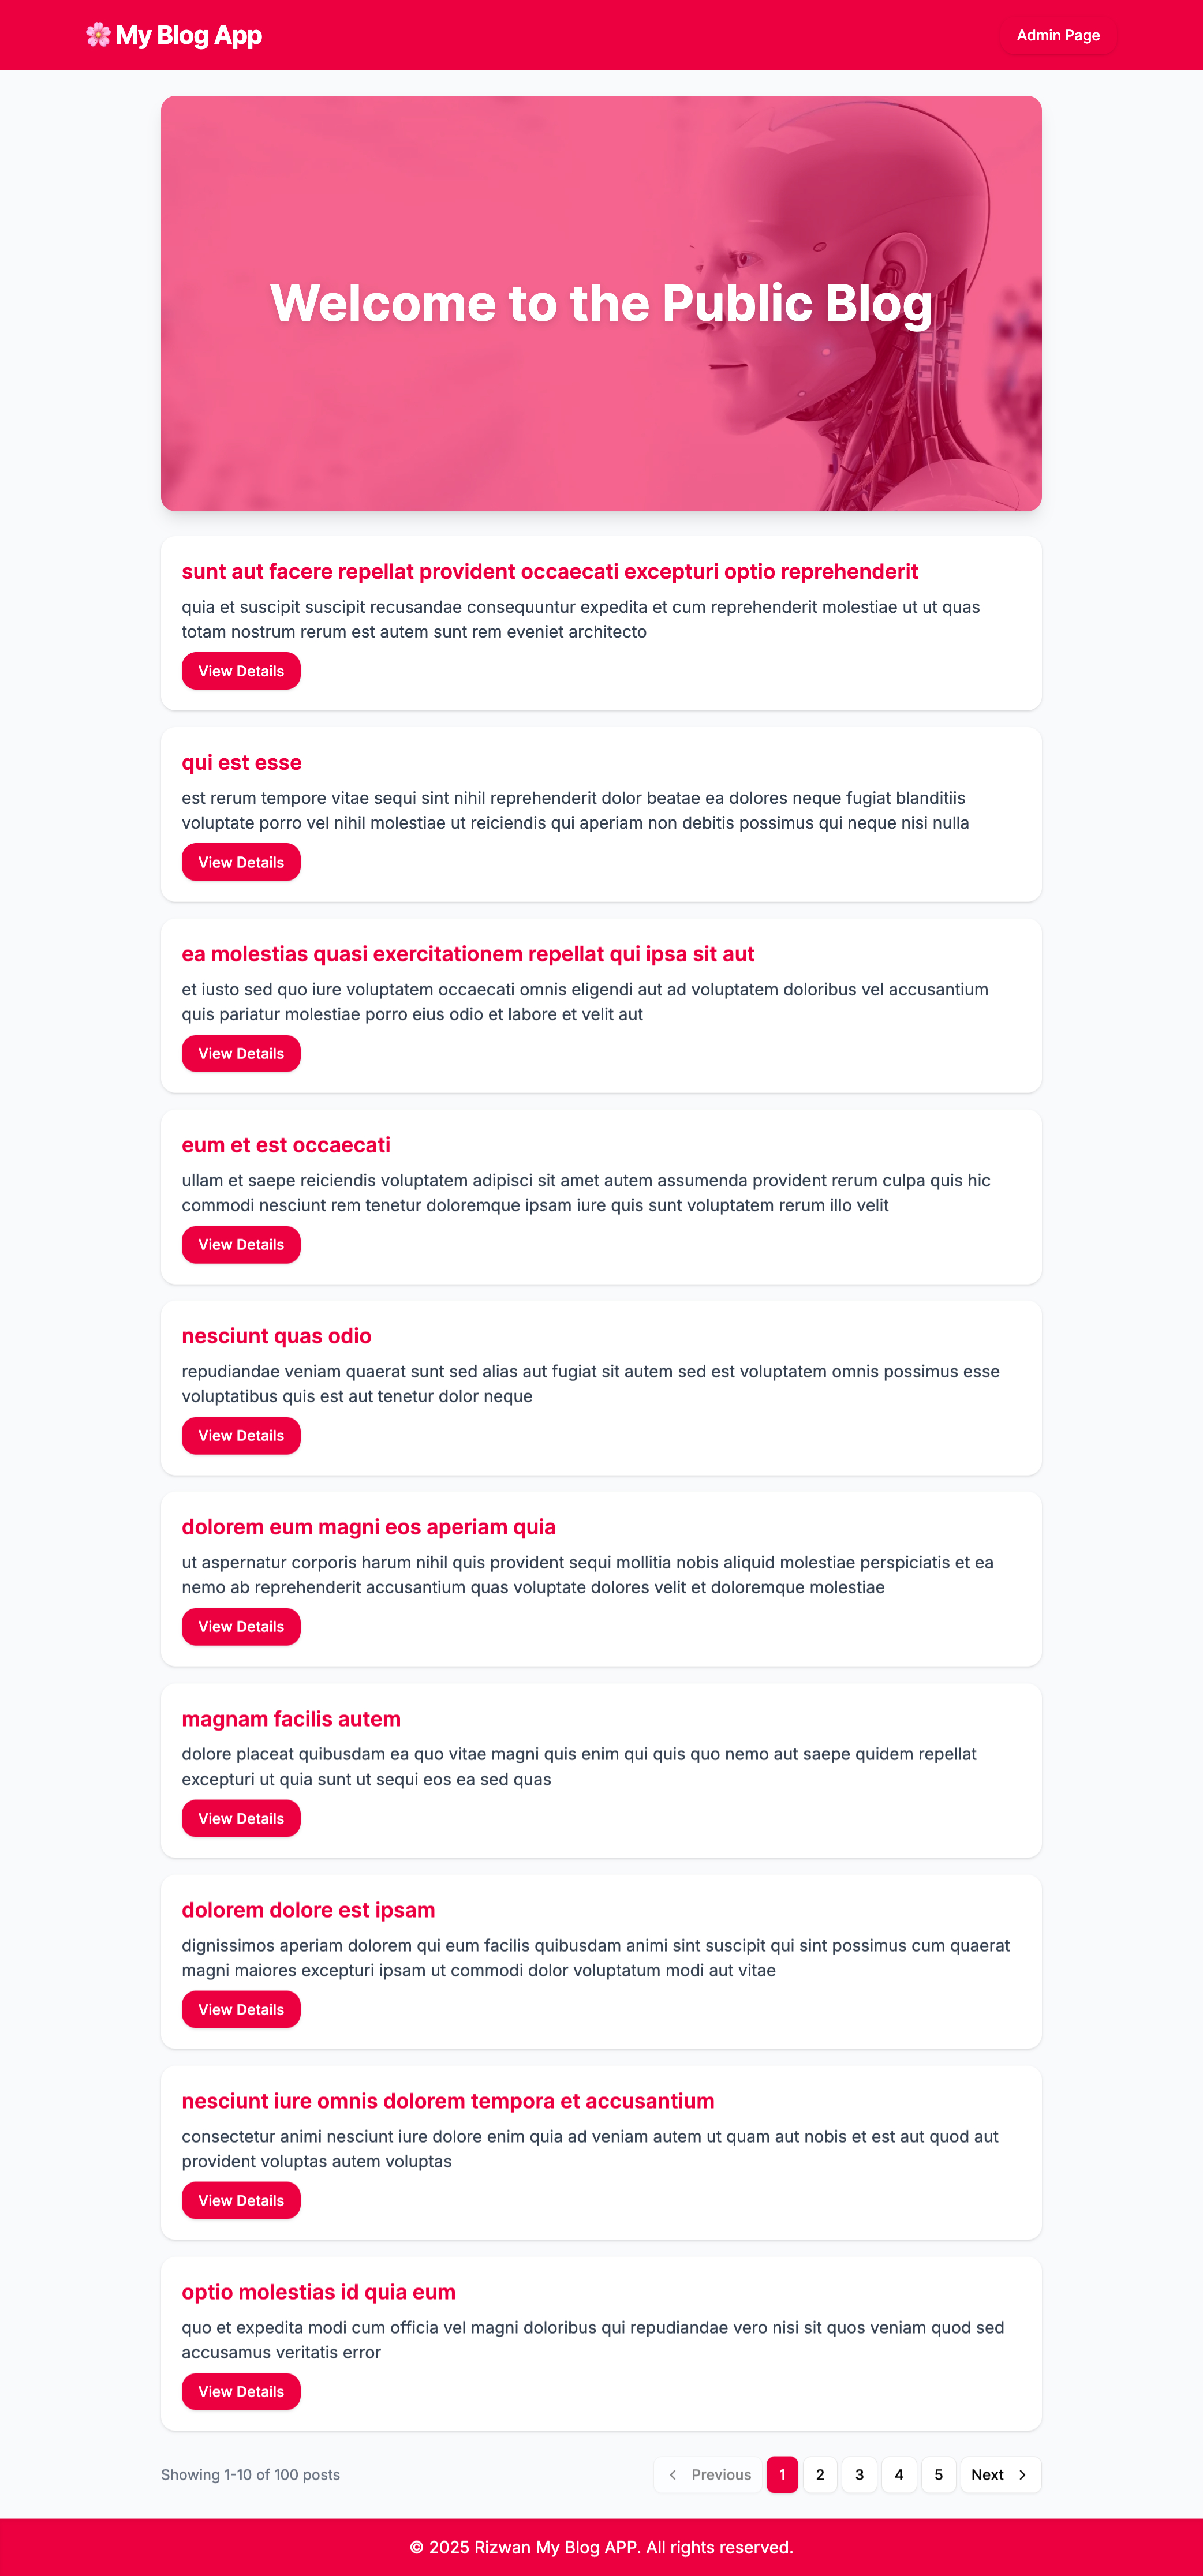 🌸 My Blog App
Admin Page
Welcome to the Public Blog
sunt aut facere repellat provident occaecati excepturi optio reprehenderit
quia et suscipit suscipit recusandae consequuntur expedita et cum reprehenderit molestiae ut ut quas
totam nostrum rerum est autem sunt rem eveniet architecto
View Details
qui est esse
est rerum tempore vitae sequi sint nihil reprehenderit dolor beatae ea dolores neque fugiat blanditiis
voluptate porro vel nihil molestiae ut reiciendis qui aperiam non debitis possimus qui neque nisi nulla
View Details
ea molestias quasi exercitationem repellat qui ipsa sit aut
et iusto sed quo iure voluptatem occaecati omnis eligendi aut ad voluptatem doloribus vel accusantium
quis pariatur molestiae porro eius odio et labore et velit aut
View Details
eum et est occaecati
ullam et saepe reiciendis voluptatem adipisci sit amet autem assumenda provident rerum culpa quis hic
commodi nesciunt rem tenetur doloremque ipsam iure quis sunt voluptatem rerum illo velit
View Details
nesciunt quas odio
repudiandae veniam quaerat sunt sed alias aut fugiat sit autem sed est voluptatem omnis possimus esse
voluptatibus quis est aut tenetur dolor neque
View Details
dolorem eum magni eos aperiam quia
ut aspernatur corporis harum nihil quis provident sequi mollitia nobis aliquid molestiae perspiciatis et ea
nemo ab reprehenderit accusantium quas voluptate dolores velit et doloremque molestiae
View Details
magnam facilis autem
dolore placeat quibusdam ea quo vitae magni quis enim qui quis quo nemo aut saepe quidem repellat
excepturi ut quia sunt ut sequi eos ea sed quas
View Details
dolorem dolore est ipsam
dignissimos aperiam dolorem qui eum facilis quibusdam animi sint suscipit qui sint possimus cum quaerat
magni maiores excepturi ipsam ut commodi dolor voluptatum modi aut vitae
View Details
nesciunt iure omnis dolorem tempora et accusantium
consectetur animi nesciunt iure dolore enim quia ad veniam autem ut quam aut nobis et est aut quod aut
provident voluptas autem voluptas
View Details
optio molestias id quia eum
quo et expedita modi cum officia vel magni doloribus qui repudiandae vero nisi sit quos veniam quod sed
accusamus veritatis error
View Details
Showing 1-10 of 100 posts
Previous 1 2 3 4 5 Next
© 2025 Rizwan My Blog APP. All rights reserved.